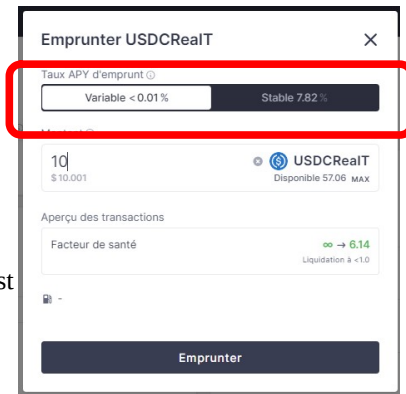 Emprunter USDCRealT
Taux APY d'emprunt
Variable <0.01 % Stable 7.82 %
10 USDCRealT
$ 10.001 Disponible 57.06 MAX
Aperçu des transactions
Facteur de santé ∞ → 6.14
Liquidation à <1.0
st
-
Emprunter